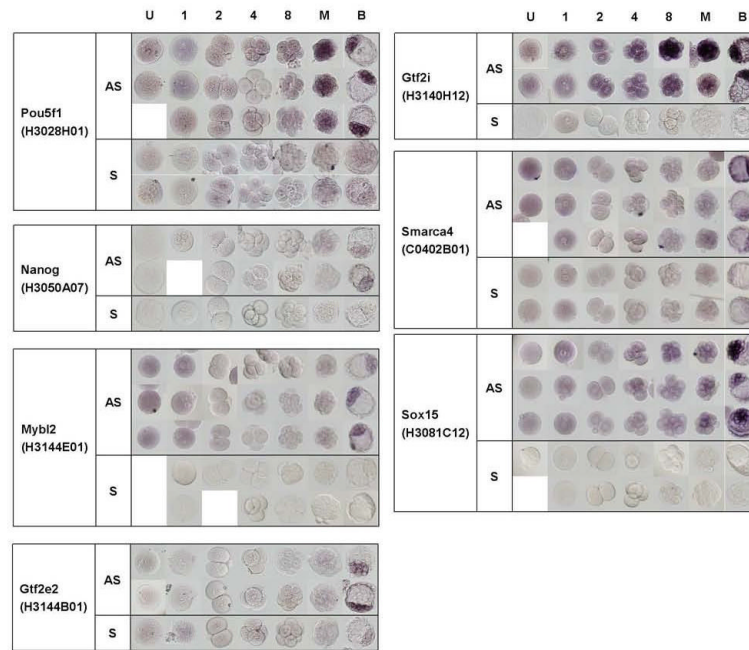 U 1 2 4 8 M B
Pou5f1
(H3028H01)
AS
S
Nanog
(H3050A07)
AS
S
Mybl2
(H3144E01)
AS
S
Gtf2e2
(H3144B01)
AS
S
U 1 2 4 8 M B
Gtf2i
(H3140H12)
AS
S
Smarca4
(C0402B01)
AS
S
Sox15
(H3081C12)
AS
S